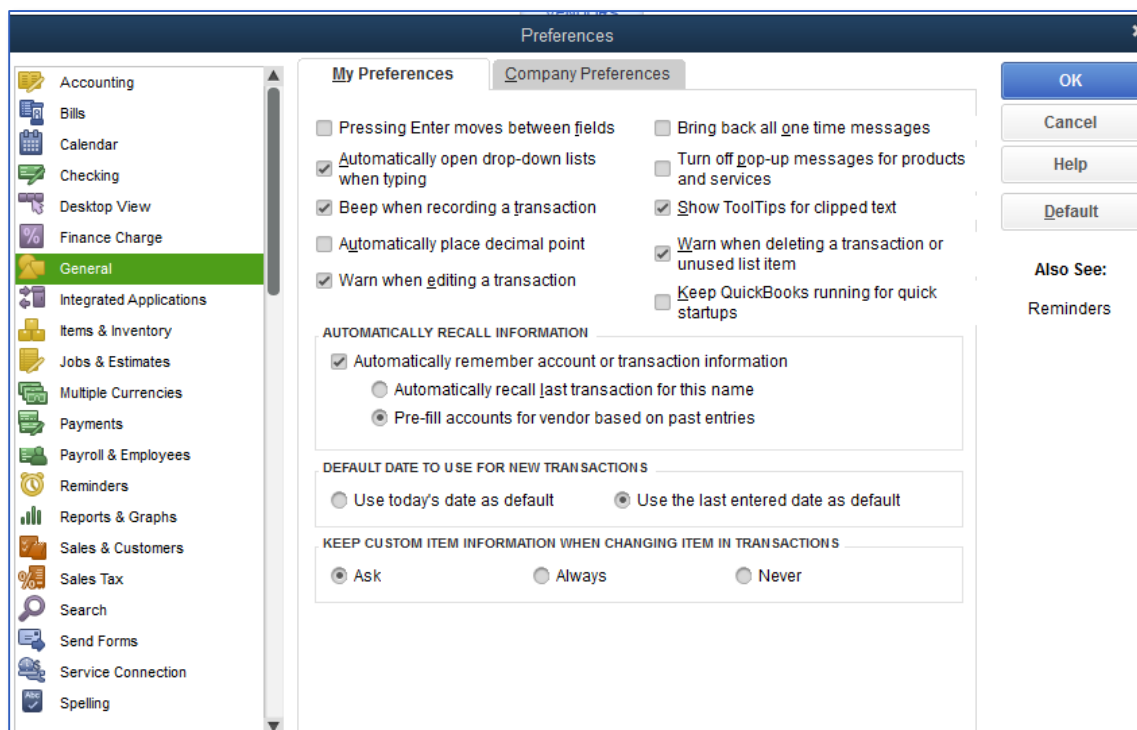 VENDORS
Preferences
Accounting
Bills
Calendar
Checking
Desktop View
Finance Charge
General
Integrated Applications
Items & Inventory
Jobs & Estimates
Multiple Currencies
Payments
Payroll & Employees
Reminders
Reports & Graphs
Sales & Customers
Sales Tax
Search
Send Forms
Service Connection
Abc
Spelling
My Preferences
Company Preferences
Pressing Enter moves between fields
Automatically open drop-down lists
when typing
Beep when recording a transaction
Automatically place decimal point
Warn when editing a transaction
Bring back all one time messages
Turn off pop-up messages for products
and services
Show ToolTips for clipped text
Warn when deleting a transaction or
unused list item
Keep QuickBooks running for quick
startups
AUTOMATICALLY RECALL INFORMATION
Automatically remember account or transaction information
Automatically recall last transaction for this name
Pre-fill accounts for vendor based on past entries
DEFAULT DATE TO USE FOR NEW TRANSACTIONS
Use today's date as default
Use the last entered date as default
KEEP CUSTOM ITEM INFORMATION WHEN CHANGING ITEM IN TRANSACTIONS
Ask
Always
Never
OK
Cancel
Help
Default
Also See:
Reminders